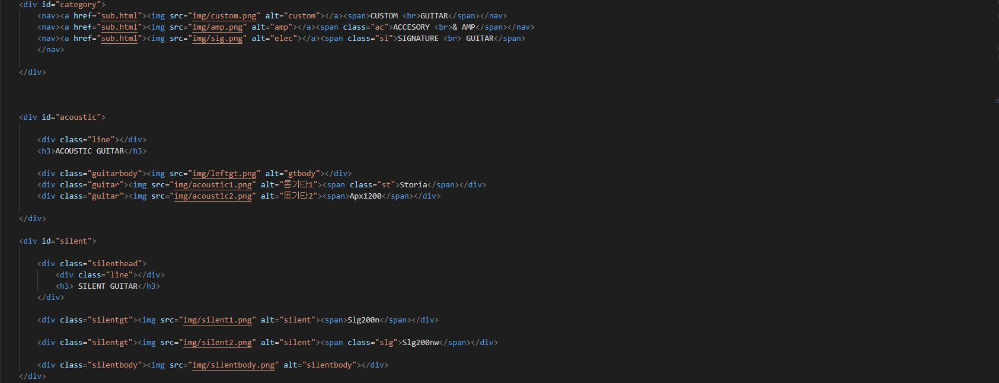 <div id="category">
<nav><a href="sub.html"><img src="img/custom.png" alt="custom"></a><span>CUSTOM <br>GUITAR</span></nav>
<nav><a href="sub.html"><img src="img/amp.png" alt="amp"></a><span class="ac">ACCESORY <br>& AMP</span></nav>
<nav><a href="sub.html"><img src="img/sig.png" alt="elec"></a><span class="si">SIGNATURE <br> GUITAR</span>
</nav>
</div>
<div id="acoustic">
<div class="line"></div>
<h3>ACOUSTIC GUITAR</h3>
<div class="guitarbody"><img src="img/leftgt.png" alt="gtbody"></div>
<div class="guitar"><img src="img/acoustic1.png" alt="통기타1"><span class="st">Storia</span></div>
<div class="guitar"><img src="img/acoustic2.png" alt="통기타2"><span>Apx1200</span></div>
</div>
<div id="silent">
<div class="silenthead">
<div class="line"></div>
<h3> SILENT GUITAR</h3>
</div>
<div class="silentgt"><img src="img/silent1.png" alt="silent"><span>Slg200n</span></div>
<div class="silentgt"><img src="img/silent2.png" alt="silent"><span class="slg">Slg200nw</span></div>
<div class="silentbody"><img src="img/silentbody.png" alt="silentbody"></div>
</div>